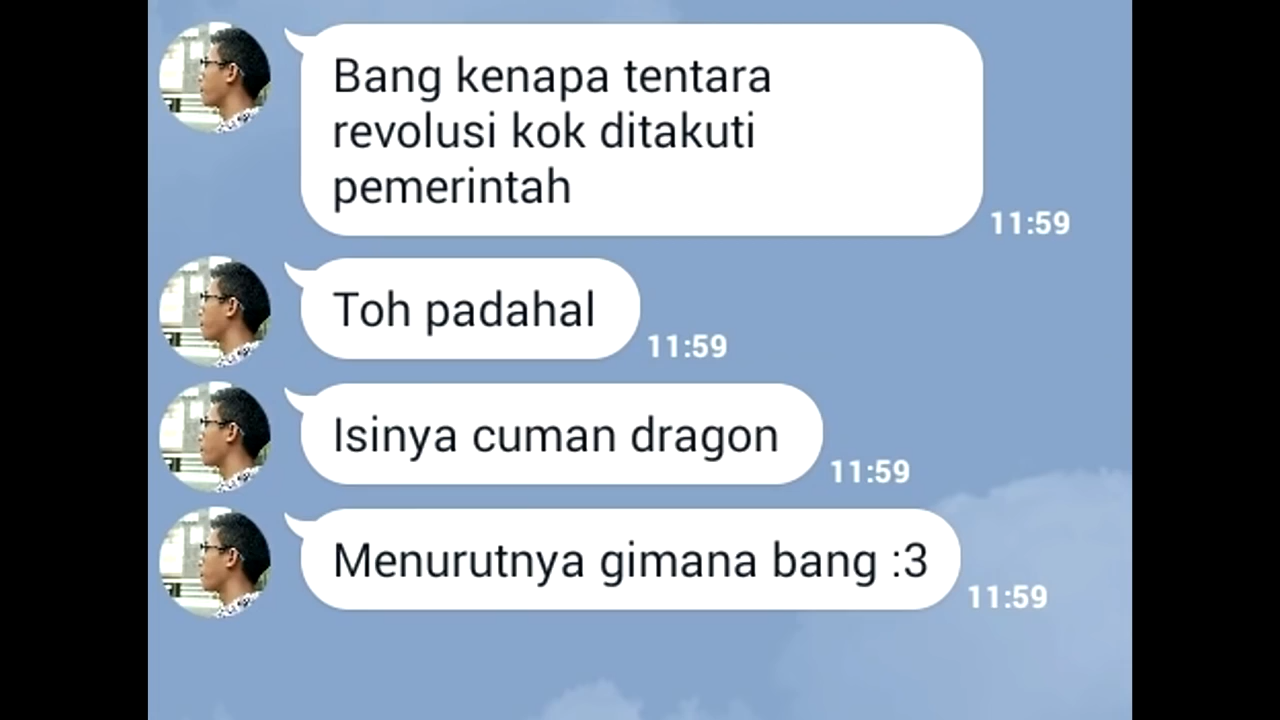 Bang kenapa tentara
revolusi kok ditakuti
pemerintah
11:59
Toh padahal
11:59
Isinya cuman dragon
11:59
Menurutnya gimana bang :3
11:59